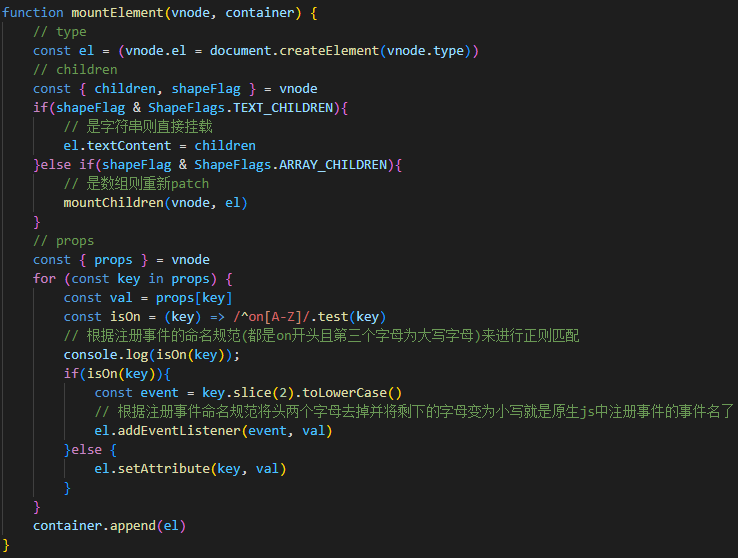 function mountElement(vnode, container) {
    // type
    const el = (vnode.el = document.createElement(vnode.type))
    // children
    const { children, shapeFlag } = vnode
    if(shapeFlag & ShapeFlags.TEXT_CHILDREN){
        // 是字符串则直接挂载
        el.textContent = children
    }else if(shapeFlag & ShapeFlags.ARRAY_CHILDREN){
        // 是数组则重新patch
        mountChildren(vnode, el)
    }
    // props
    const { props } = vnode
    for (const key in props) {
        const val = props[key]
        const isOn = (key) => /^on[A-Z]/.test(key)
        // 根据注册事件的命名规范(都是on开头且第三个字母为大写字母)来进行正则匹配
        console.log(isOn(key));
        if(isOn(key)){
            const event = key.slice(2).toLowerCase()
            // 根据注册事件命名规范将头两个字母去掉并将剩下的字母变为小写就是原生js中注册事件的事件名了
            el.addEventListener(event, val)
        }else {
            el.setAttribute(key, val)
        }
    }
    container.append(el)
}